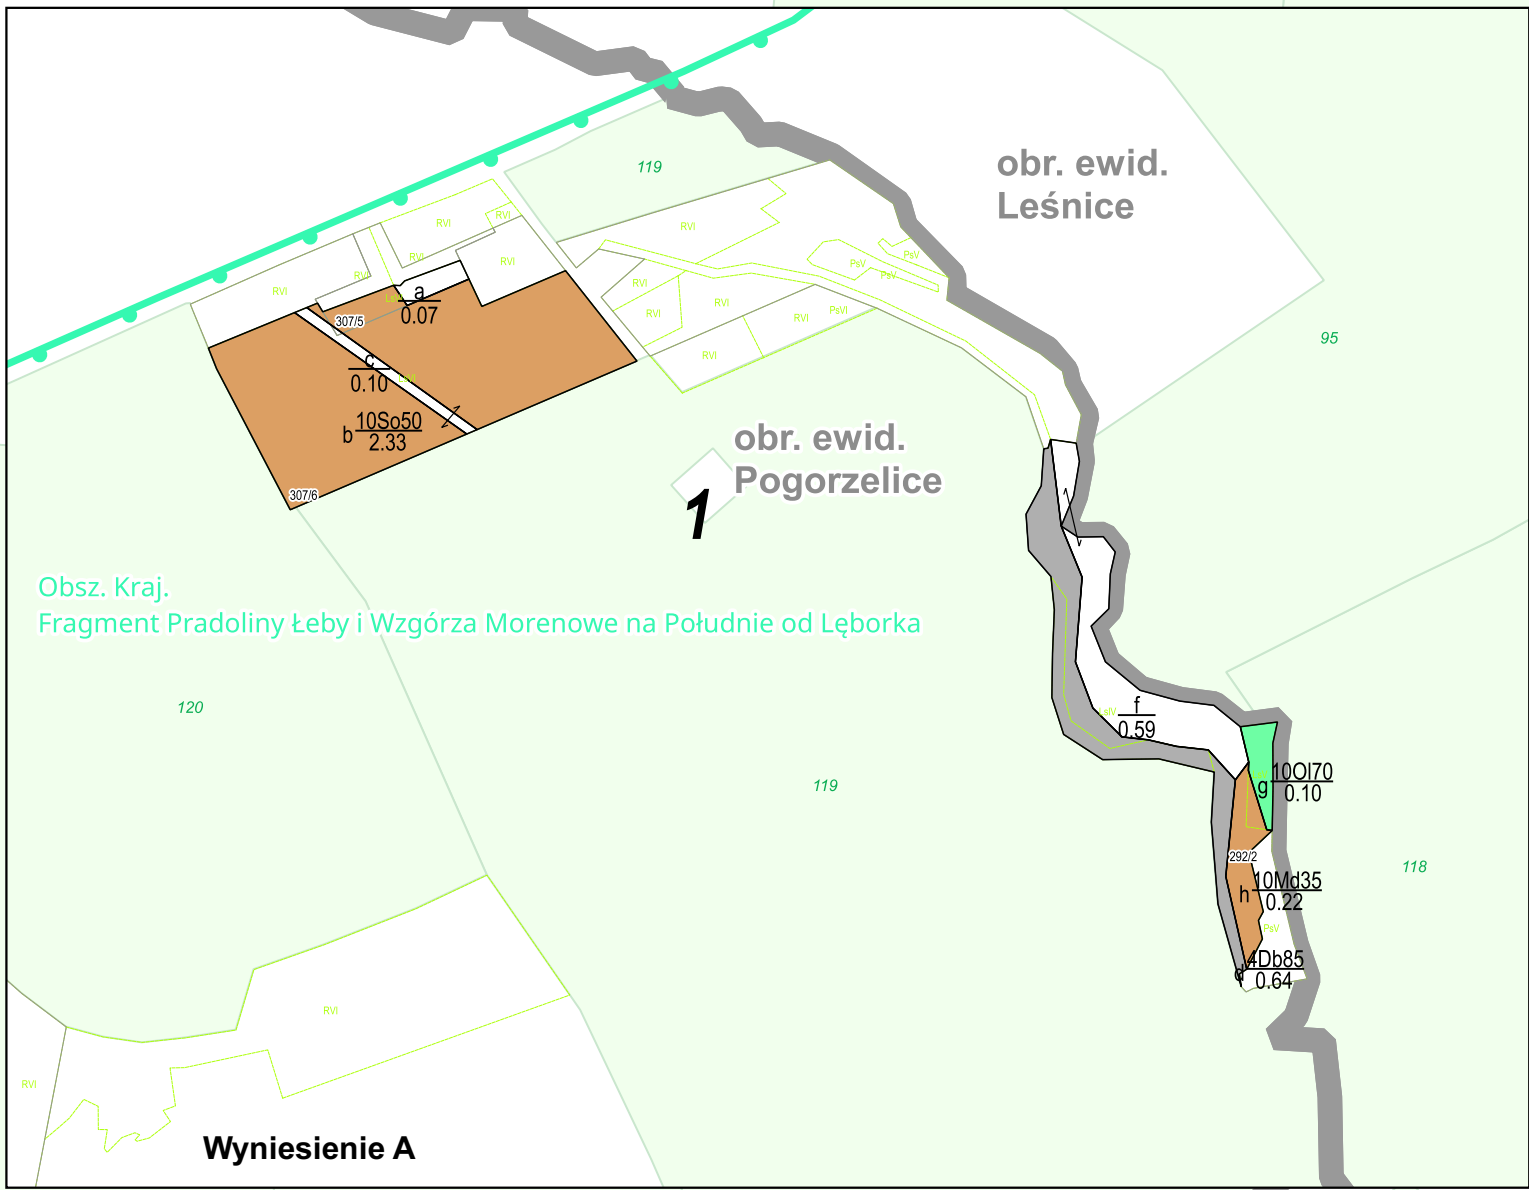 119
obr. ewid.
Leśnice
RVI
RVI
RVI
RVI
RVI
RVI
RVI
PsV
PsV
PsV
RVI
RVI
RVI
RVI
PsVI
RVI
a
0.07
307/5
c
0.10
LsVI
b 10So50
2.33
307/6
95
obr. ewid.
Pogorzelice
1
Obsz. Kraj.
Fragment Pradoliny Łeby i Wzgórza Morenowe na Południe od Lęborka
120
119
LsIV
f
0.59
g 10Ol70
0.10
292/2
118
h 10Md35
0.22
PsV
d 4Db85
0.64
RVI
RVI
Wyniesienie A